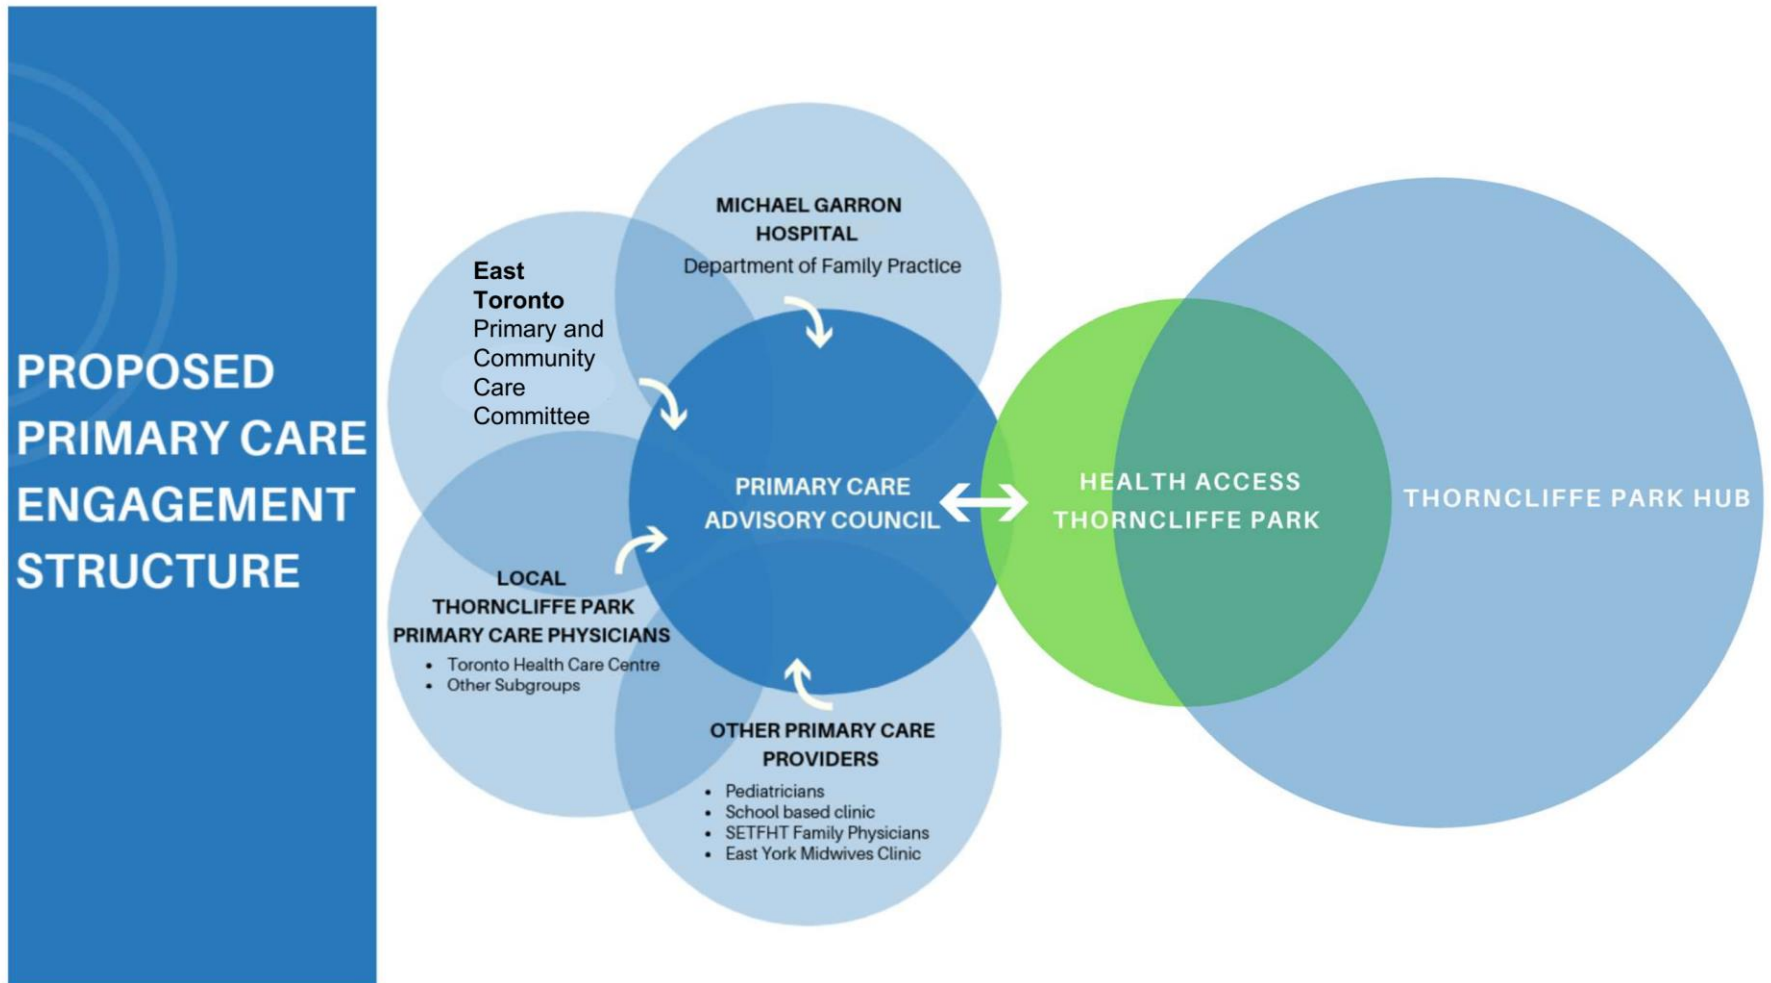 PROPOSED
PRIMARY CARE
ENGAGEMENT
STRUCTURE
MICHAEL GARRON
HOSPITAL
Department of Family Practice
East
Toronto
Primary and
Community
Care
Committee
PRIMARY CARE
ADVISORY COUNCIL
HEALTH ACCESS
THORNCLIFFE PARK
THORNCLIFFE PARK HUB
LOCAL
THORNCLIFFE PARK
PRIMARY CARE PHYSICIANS
• Toronto Health Care Centre
• Other Subgroups
OTHER PRIMARY CARE
PROVIDERS
• Pediatricians
• School based clinic
• SETFHT Family Physicians
• East York Midwives Clinic